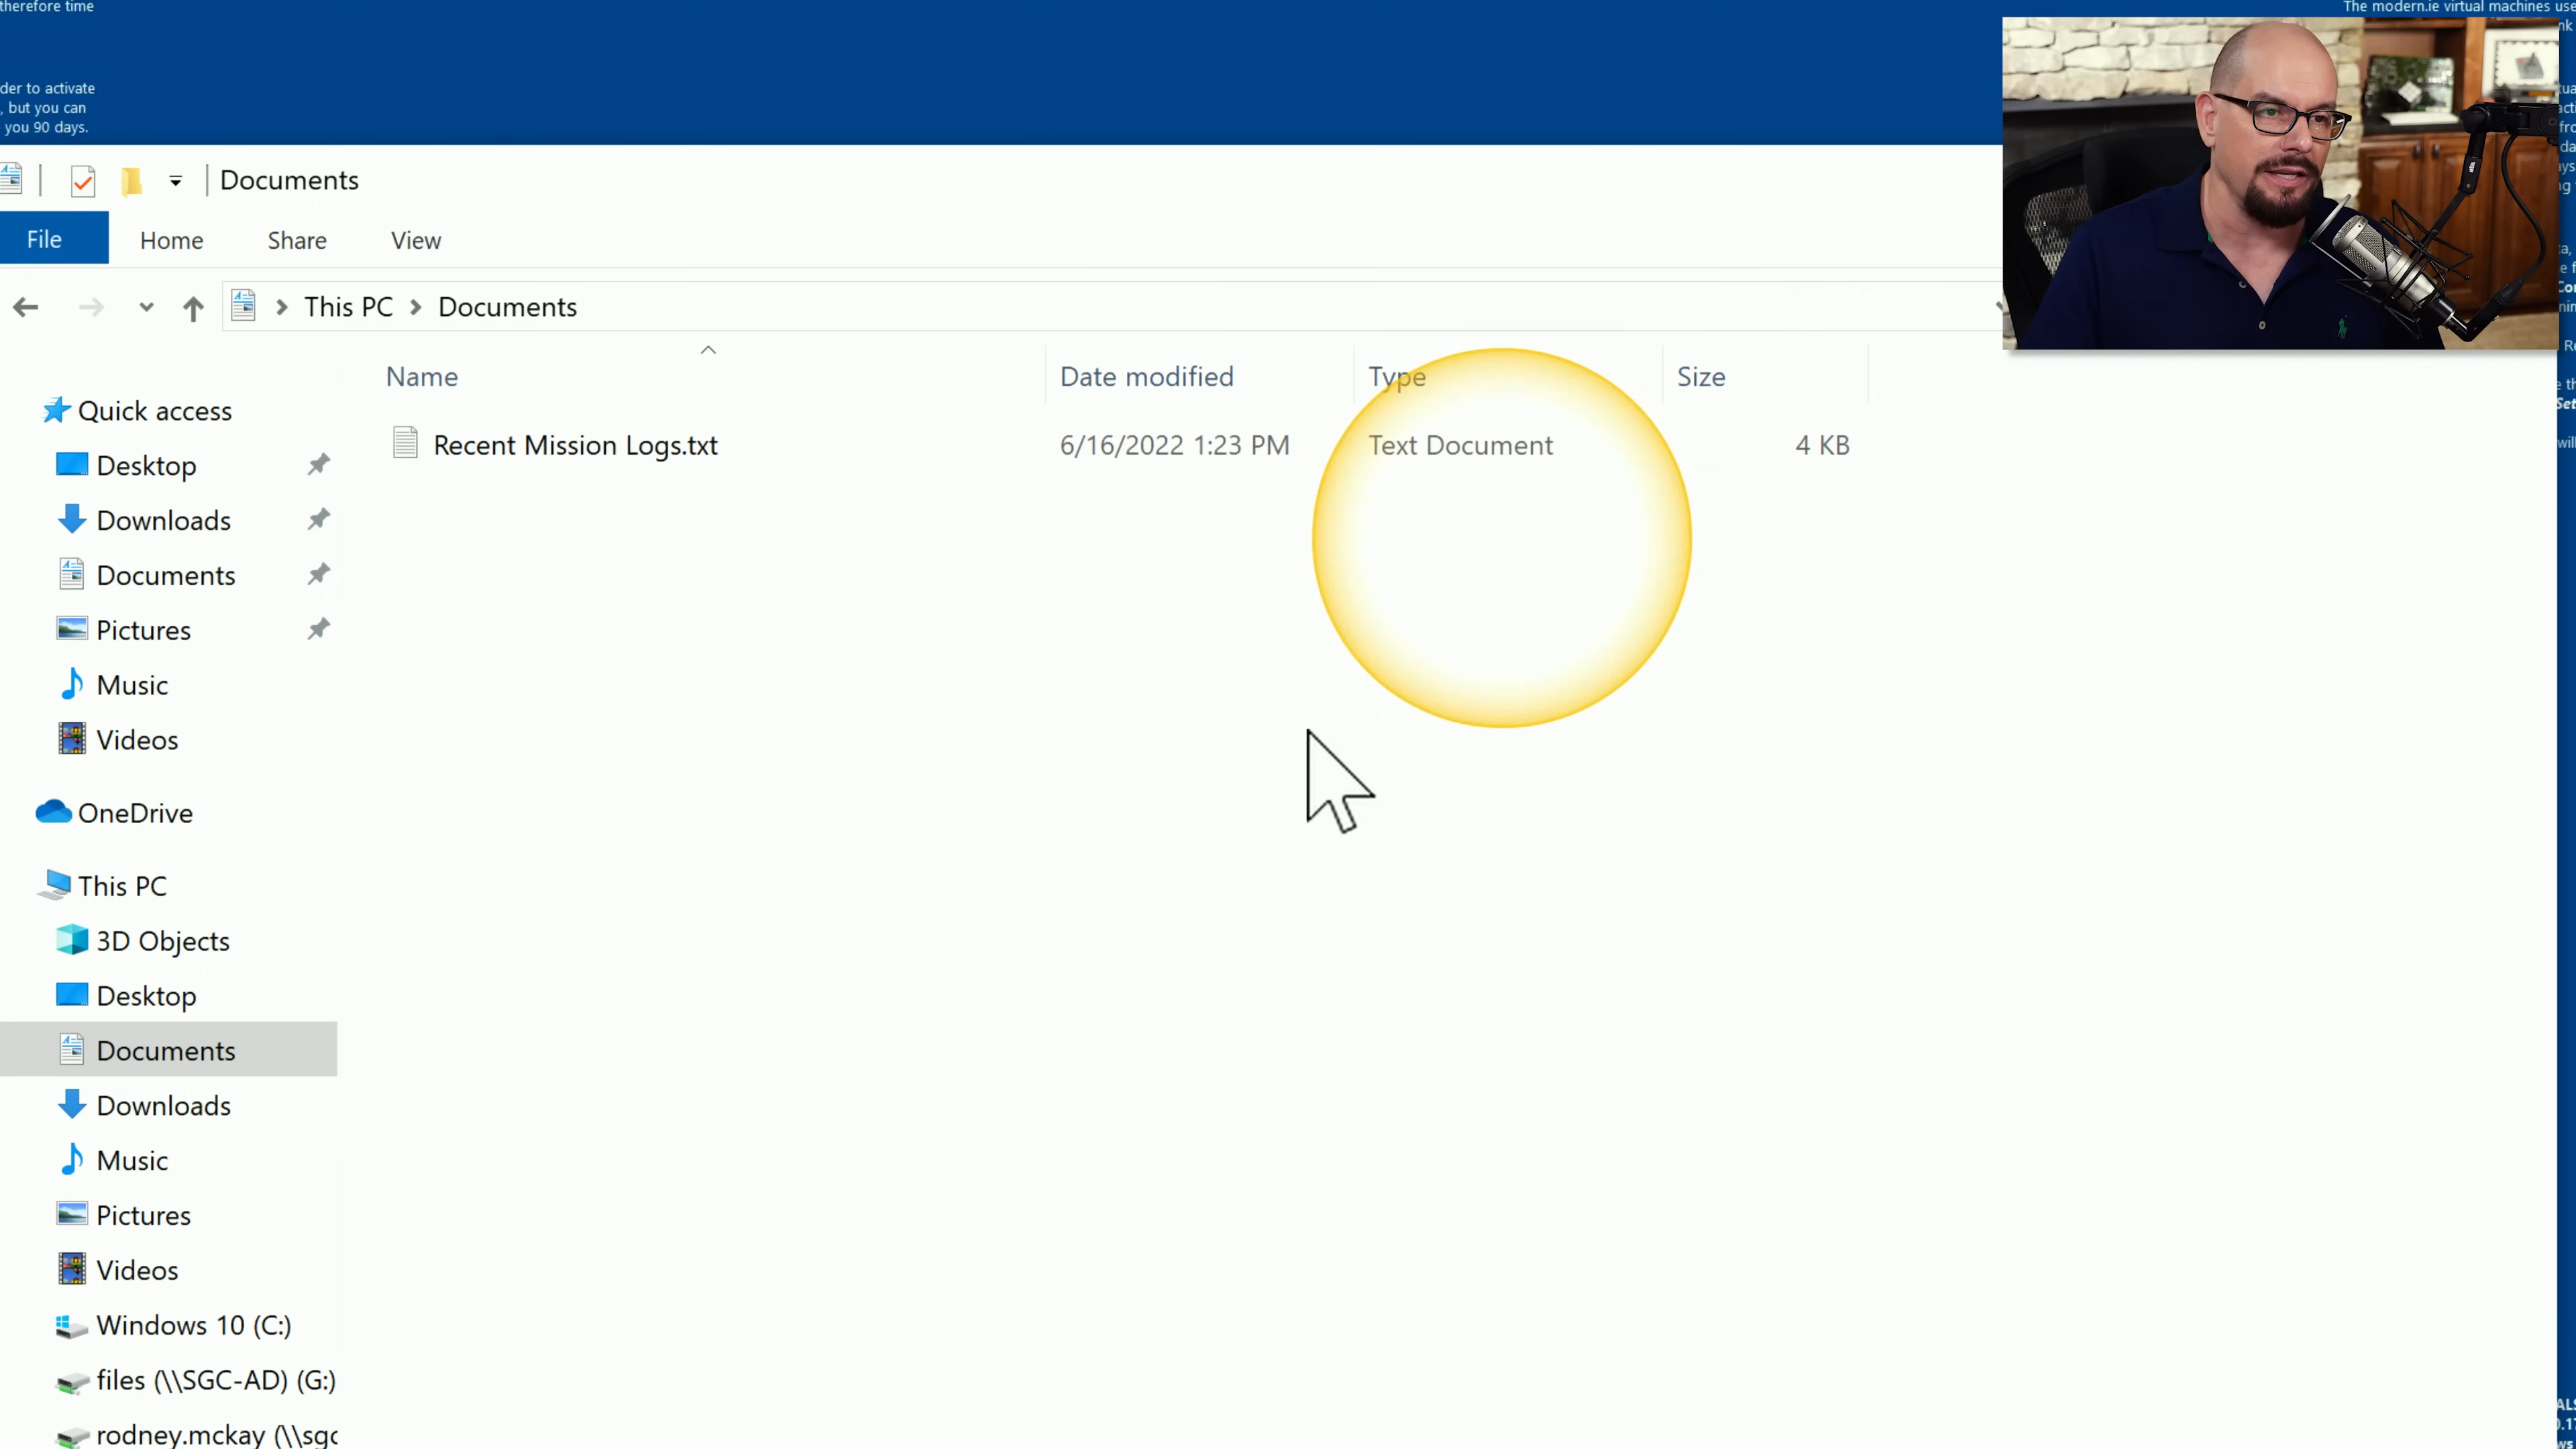 therefore time
The modern.ie virtual machines use
der to activate
, but you can
you 90 days.
Documents
File Home Share View
This PC Documents
Name Date modified Type Size
Quick access
Recent Mission Logs.txt 6/16/2022 1:23 PM Text Document 4 KB
Desktop
Downloads
Documents
Pictures
Music
Videos
OneDrive
This PC
3D Objects
Desktop
Documents
Downloads
Music
Pictures
Videos
Windows 10 (C:)
files (\\SGC-AD) (G:)
rodney.mckay (\\sgc